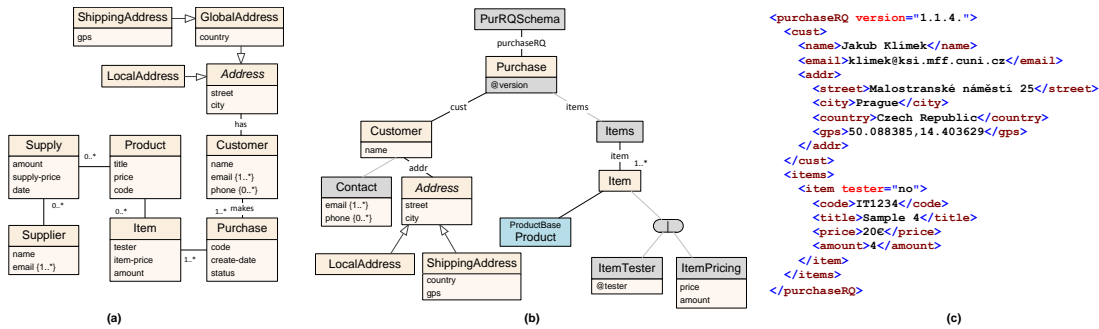 ShippingAddress
gps
GlobalAddress
country
LocalAddress
Address
street
city
has
Supply
amount
supply-price
date
0..*
Product
title
price
code
Customer
name
email {1..*}
phone {0..*}
0..*
0..*
1..*
makes
Supplier
name
email {1..*}
Item
tester
item-price
amount
1..*
Purchase
code
create-date
status
(a)
PurRQSchema
purchaseRQ
Purchase
@version
cust
items
Customer
name
Items
addr
item
1..*
Contact
email {1..*}
phone {0..*}
Address
street
city
Item
ProductBase
Product
|
LocalAddress
ShippingAddress
country
gps
ItemTester
@tester
ItemPricing
price
amount
(b)
<purchaseRQ version="1.1.4.">
<cust>
<name>Jakub Klímek</name>
<email>klimek@ksi.mff.cuni.cz</email>
<addr>
<street>Malostranské náměstí 25</street>
<city>Prague</city>
<country>Czech Republic</country>
<gps>50.088385,14.403629</gps>
</addr>
</cust>
<items>
<item tester="no">
<code>IT1234</code>
<title>Sample 4</title>
<price>20€</price>
<amount>4</amount>
</item>
</items>
</purchaseRQ>
(c)